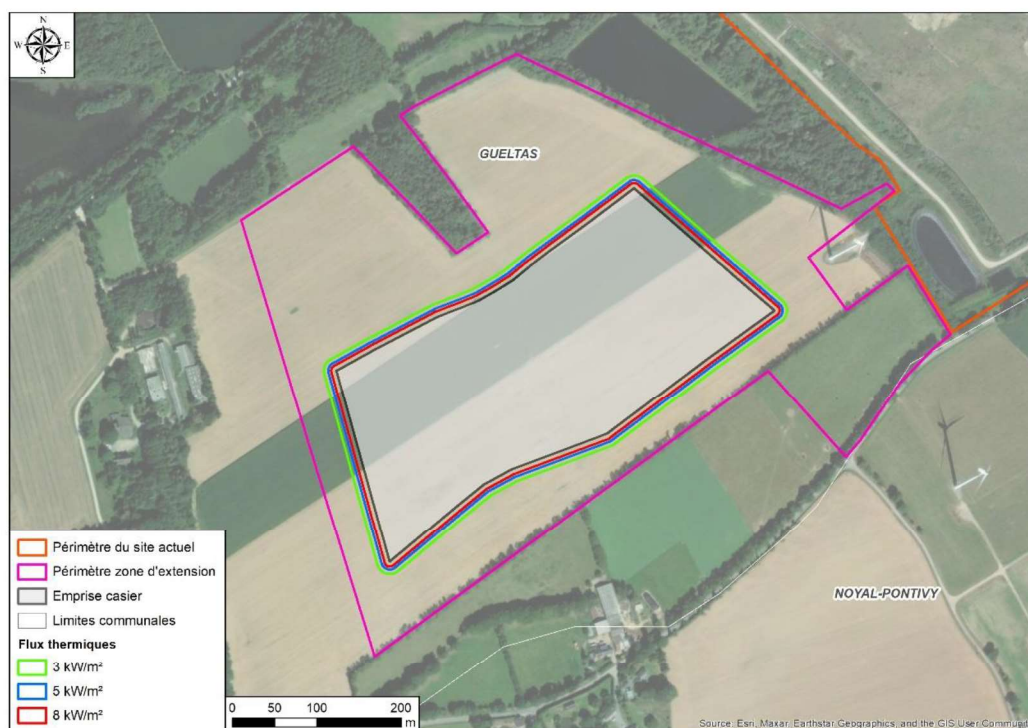 N
W E
S
GUELTAS
NOYAL-PONTIVY
Périmètre du site actuel
Périmètre zone d'extension
Emprise casier
Limites communales
Flux thermiques
3 kW/m²
5 kW/m²
8 kW/m²
0 50 100 200
m
Source: Esri, Maxar, Earthstar Geographics, and the GIS User Communit